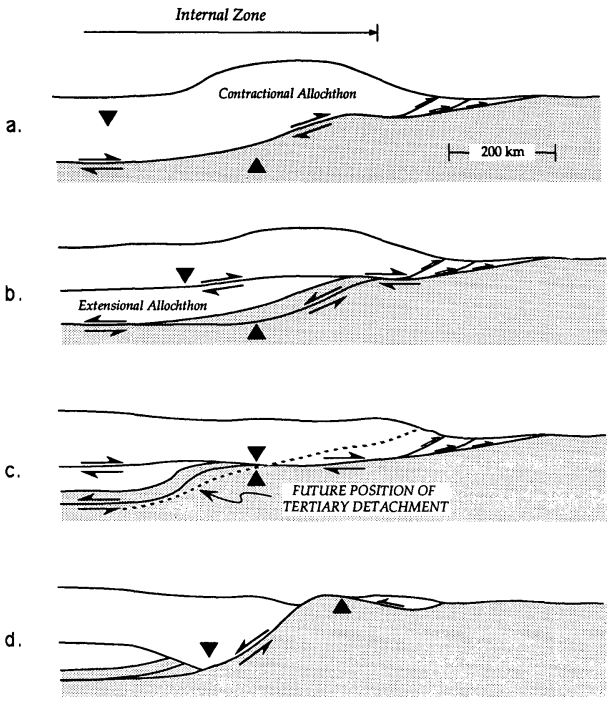 Internal Zone
Contractional Allochthon
a.
200 km
b.
Extensional Allochthon
c.
FUTURE POSITION OF
TERTIARY DETACHMENT
d.